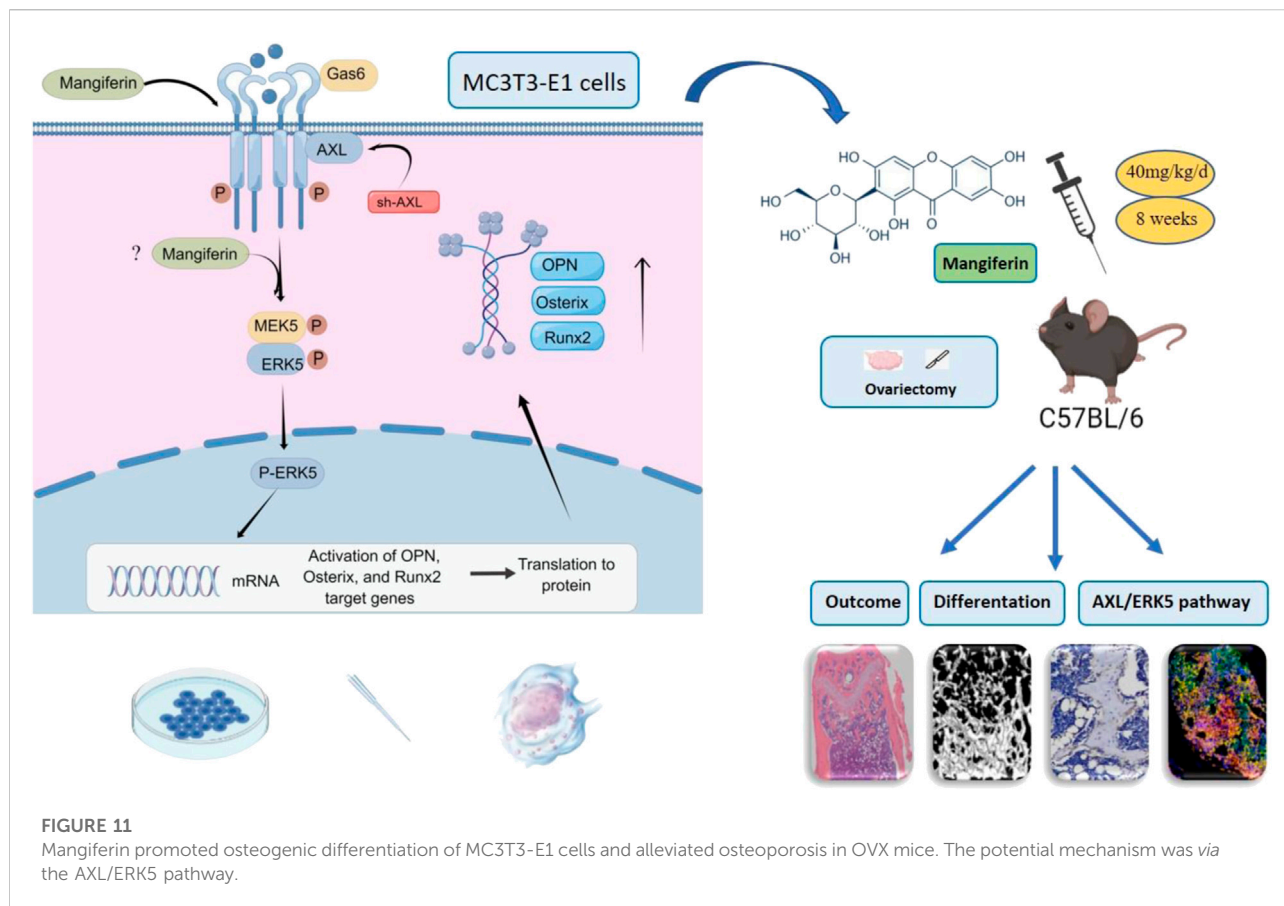 Mangiferin
Gas6
MC3T3-E1 cells
AXL
P
P
sh-AXL
?
Mangiferin
MEK5
P
ERK5
P
OPN
Osterix
Runx2
P-ERK5
mRNA
Activation of OPN,
Osterix, and Runx2
target genes
Translation to
protein
HO
O
OH
HO
O
OH
O
OH
HO
OH
OH
Mangiferin
40mg/kg/d
8 weeks
Ovariectomy
C57BL/6
Outcome
Differentation
AXL/ERK5 pathway
FIGURE 11
Mangiferin promoted osteogenic differentiation of MC3T3-E1 cells and alleviated osteoporosis in OVX mice. The potential mechanism was via
the AXL/ERK5 pathway.